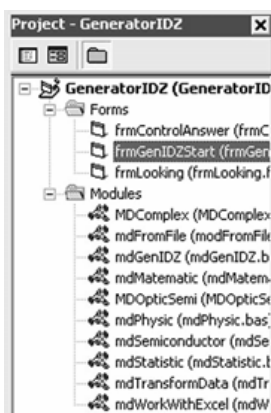 Project - GeneratorIDZ
GeneratorIDZ (GeneratorID
Forms
frmControlAnswer (frmC
frmGenIDZStart (frmGen
frmLooking (frmLooking.f
Modules
MDComplex (MDComplex
mdFromFile (modFromFile
mdGenIDZ (mdGenIDZ.b
mdMatematic (mdMatem
MDOpticSemi (MDOpticSe
mdPhysic (mdPhysic.bas)
mdSemiconductor (mdSe
mdStatistic (mdStatistic.b
mdTransformData (mdTr
mdWorkWithExcel (mdW